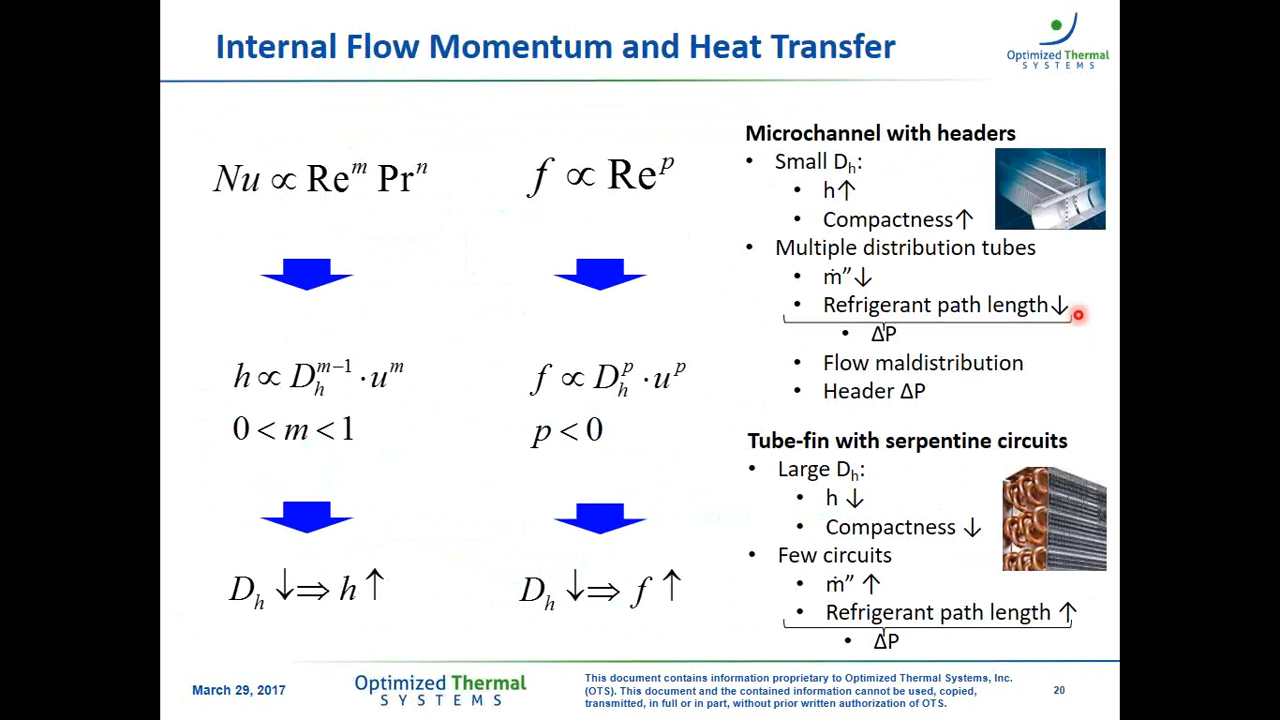 Internal Flow Momentum and Heat Transfer
Optimized Thermal
SYSTEMS
Nu ∝ Re^m Pr^n
f ∝ Re^p
h ∝ D_h^{m−1} · u^m
0 < m < 1
f ∝ D_h^p · u^p
p < 0
D_h ↓⇒ h ↑
D_h ↓⇒ f ↑
Microchannel with headers
• Small D_h:
• h↑
• Compactness↑
• Multiple distribution tubes
• ṁ”↓
• Refrigerant path length↓
• ΔP
• Flow maldistribution
• Header ΔP
Tube-fin with serpentine circuits
• Large D_h:
• h ↓
• Compactness ↓
• Few circuits
• ṁ” ↑
• Refrigerant path length ↑
• ΔP
March 29, 2017
Optimized Thermal
SYSTEMS
This document contains information proprietary to Optimized Thermal Systems, Inc.
(OTS). This document and the contained information cannot be used, copied,
transmitted, in full or in part, without prior written authorization of OTS.
20